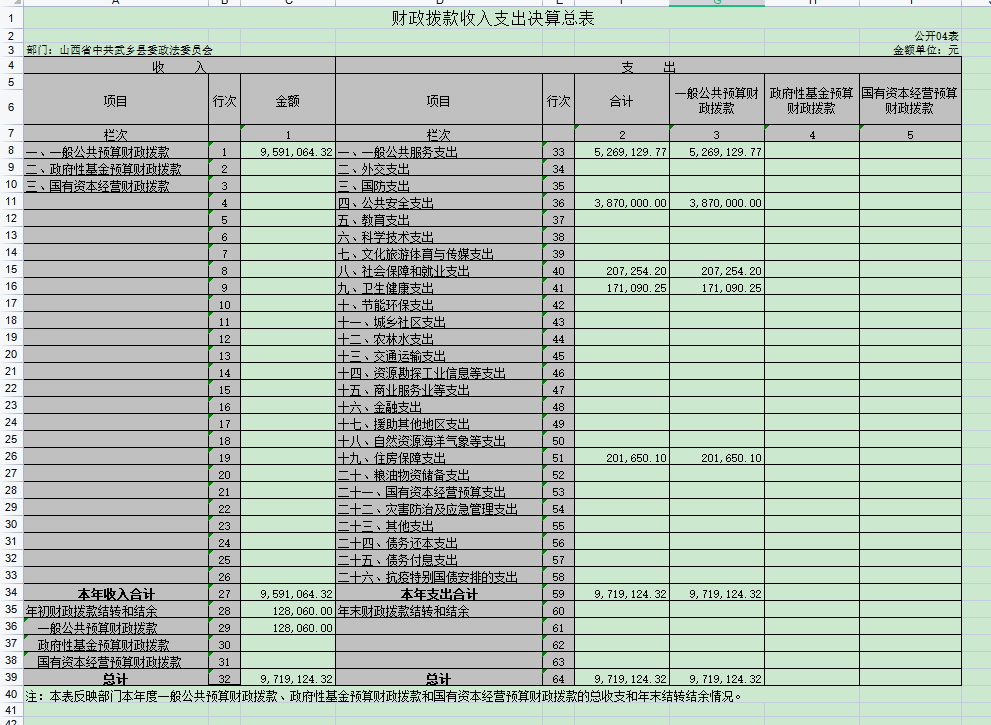 财政拨款收入支出决算总表
公开04表
部门：山西省中共武乡县委政法委员会 金额单位：元
收 入 支 出
项目 行次 金额 项目 行次 合计 一般公共预算财政拨款 政府性基金预算财政拨款 国有资本经营预算财政拨款
栏次 1 栏次 2 3 4 5
一、一般公共预算财政拨款 1 9,591,064.32 一、一般公共服务支出 33 5,269,129.77 5,269,129.77
二、政府性基金预算财政拨款 2 二、外交支出 34
三、国有资本经营财政拨款 3 三、国防支出 35
4 四、公共安全支出 36 3,870,000.00 3,870,000.00
5 五、教育支出 37
6 六、科学技术支出 38
7 七、文化旅游体育与传媒支出 39
8 八、社会保障和就业支出 40 207,254.20 207,254.20
9 九、卫生健康支出 41 171,090.25 171,090.25
10 十、节能环保支出 42
11 十一、城乡社区支出 43
12 十二、农林水支出 44
13 十三、交通运输支出 45
14 十四、资源勘探工业信息等支出 46
15 十五、商业服务业等支出 47
16 十六、金融支出 48
17 十七、援助其他地区支出 49
18 十八、自然资源海洋气象等支出 50
19 十九、住房保障支出 51 201,650.10 201,650.10
20 二十、粮油物资储备支出 52
21 二十一、国有资本经营预算支出 53
22 二十二、灾害防治及应急管理支出 54
23 二十三、其他支出 55
24 二十四、债务还本支出 56
25 二十五、债务付息支出 57
26 二十六、抗疫特别国债安排的支出 58
本年收入合计 27 9,591,064.32 本年支出合计 59 9,719,124.32 9,719,124.32
年初财政拨款结转和结余 28 128,060.00 年末财政拨款结转和结余 60
一般公共预算财政拨款 29 128,060.00 61
政府性基金预算财政拨款 30 62
国有资本经营预算财政拨款 31 63
总计 32 9,719,124.32 总计 64 9,719,124.32 9,719,124.32
注：本表反映部门本年度一般公共预算财政拨款、政府性基金预算财政拨款和国有资本经营预算财政拨款的总收支和年末结转结余情况。